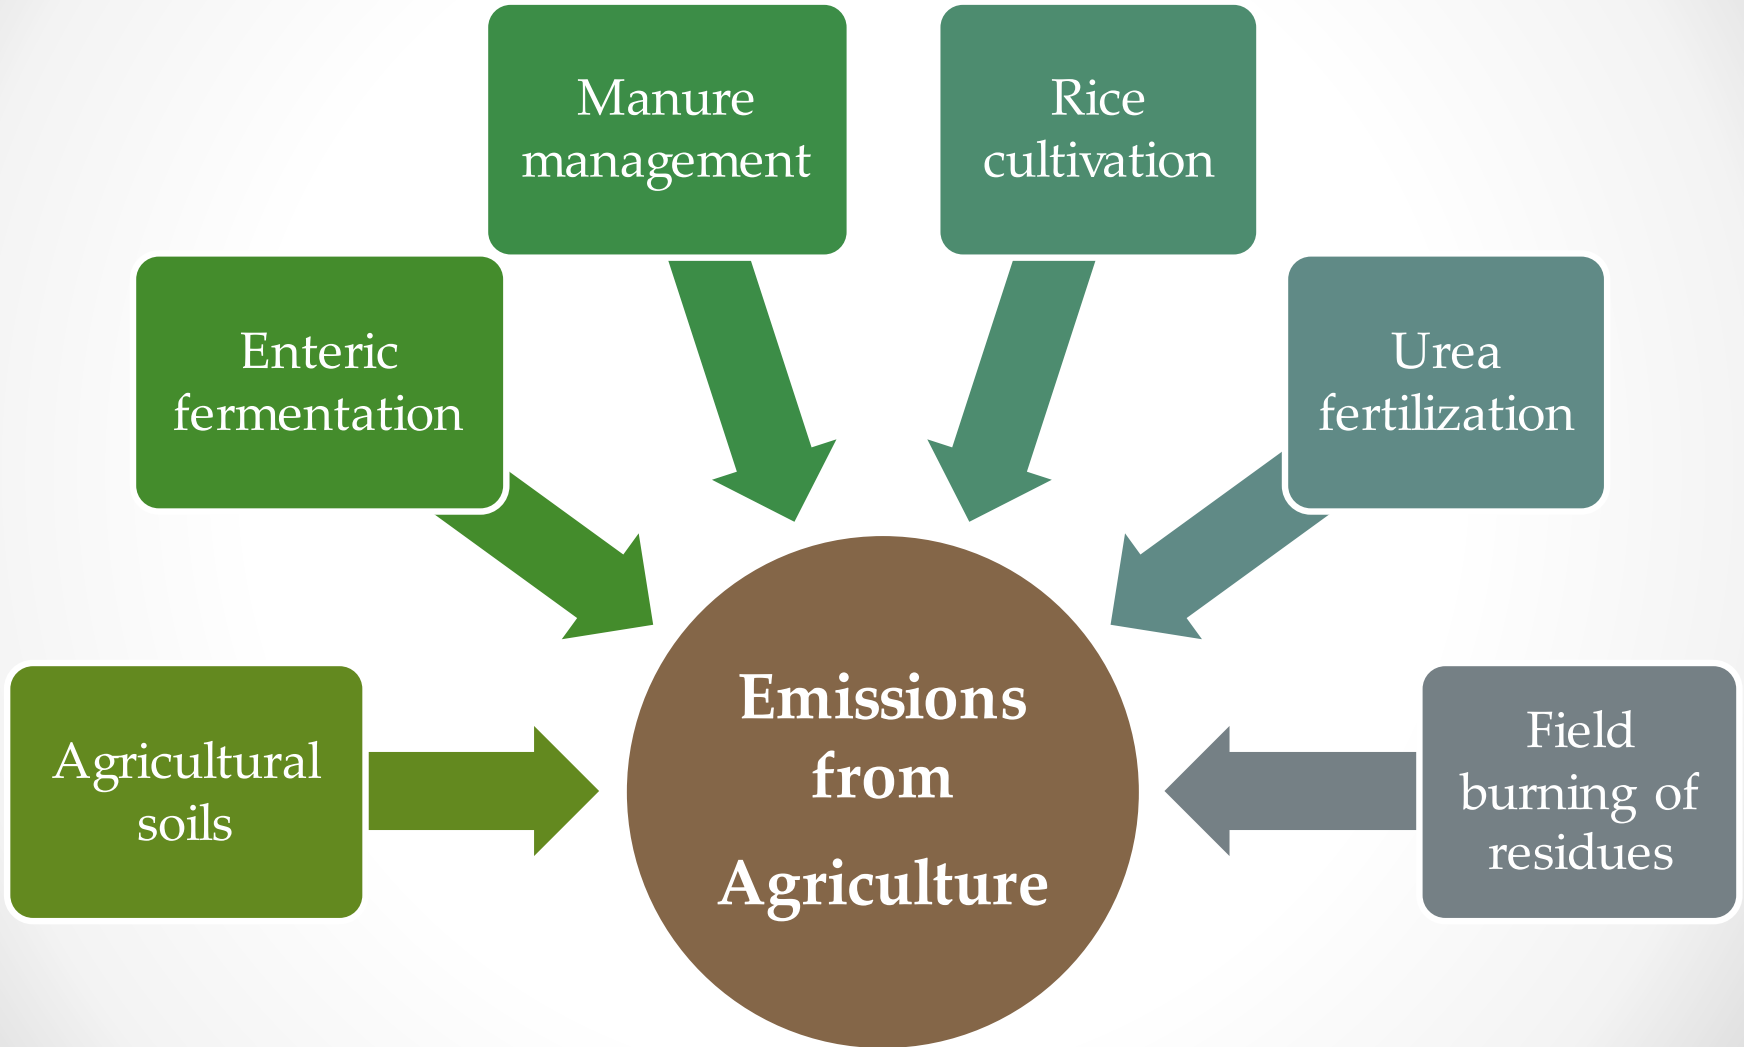 Manure
management
Rice
cultivation
Enteric
fermentation
Urea
fertilization
Agricultural
soils
Emissions
from
Agriculture
Field
burning of
residues